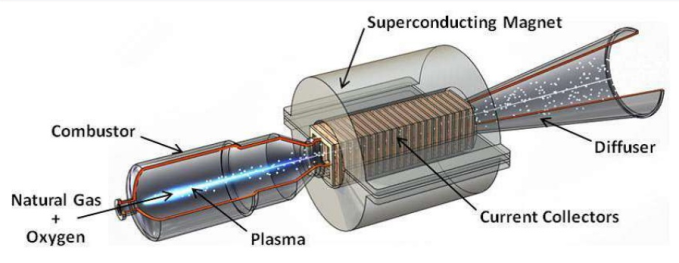 Superconducting Magnet
Combustor
Diffuser
Natural Gas
+
Oxygen
Plasma
Current Collectors